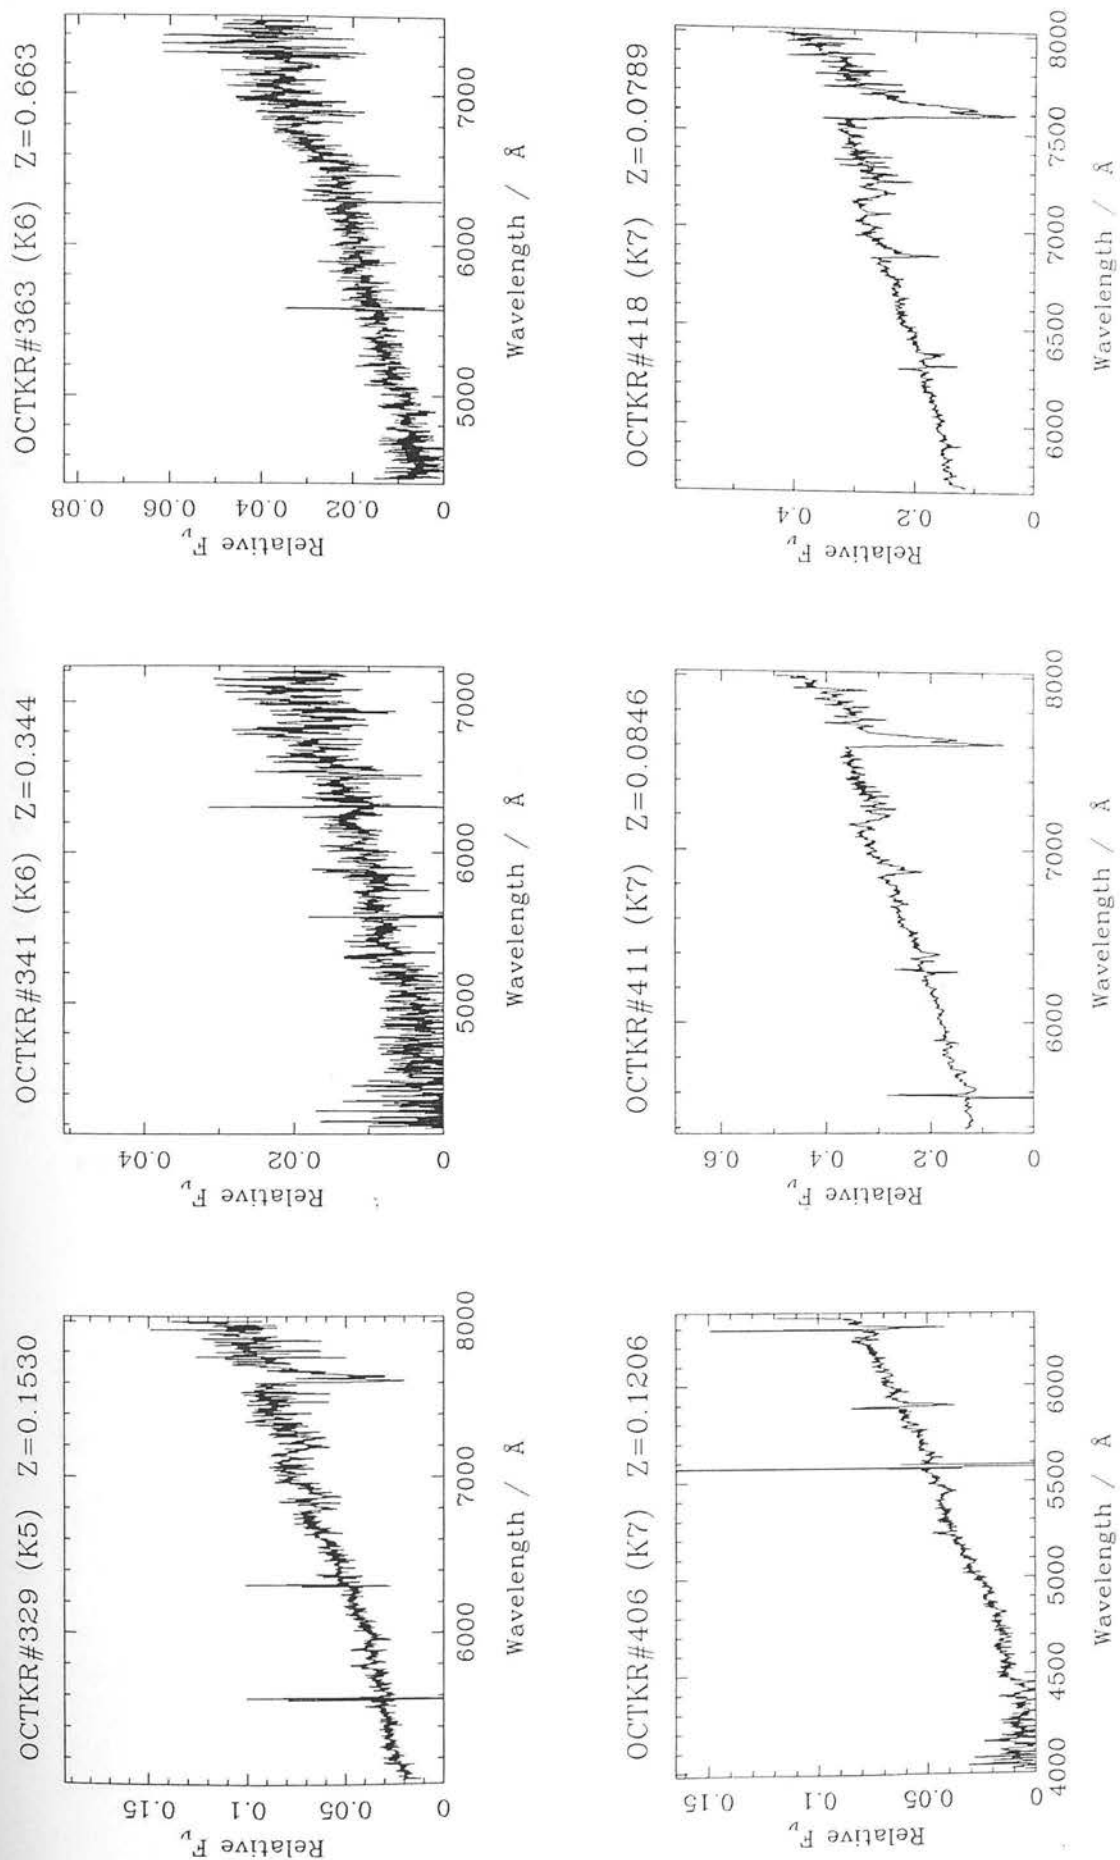 OCTKR#329 (K5) Z=0.1530
Relative Fν
0.15
0.1
0.05
0
6000
7000
8000
Wavelength / Å
OCTKR#341 (K6) Z=0.344
Relative Fν
0.04
0.02
0
5000
6000
7000
Wavelength / Å
OCTKR#363 (K6) Z=0.663
Relative Fν
0.08
0.06
0.04
0.02
0
5000
6000
7000
Wavelength / Å
OCTKR#406 (K7) Z=0.1206
Relative Fν
0.15
0.1
0.05
0
4000
4500
5000
5500
6000
Wavelength / Å
OCTKR#411 (K7) Z=0.0846
Relative Fν
0.6
0.4
0.2
0
6000
7000
8000
Wavelength / Å
OCTKR#418 (K7) Z=0.0789
Relative Fν
0.4
0.2
0
6000
6500
7000
7500
8000
Wavelength / Å